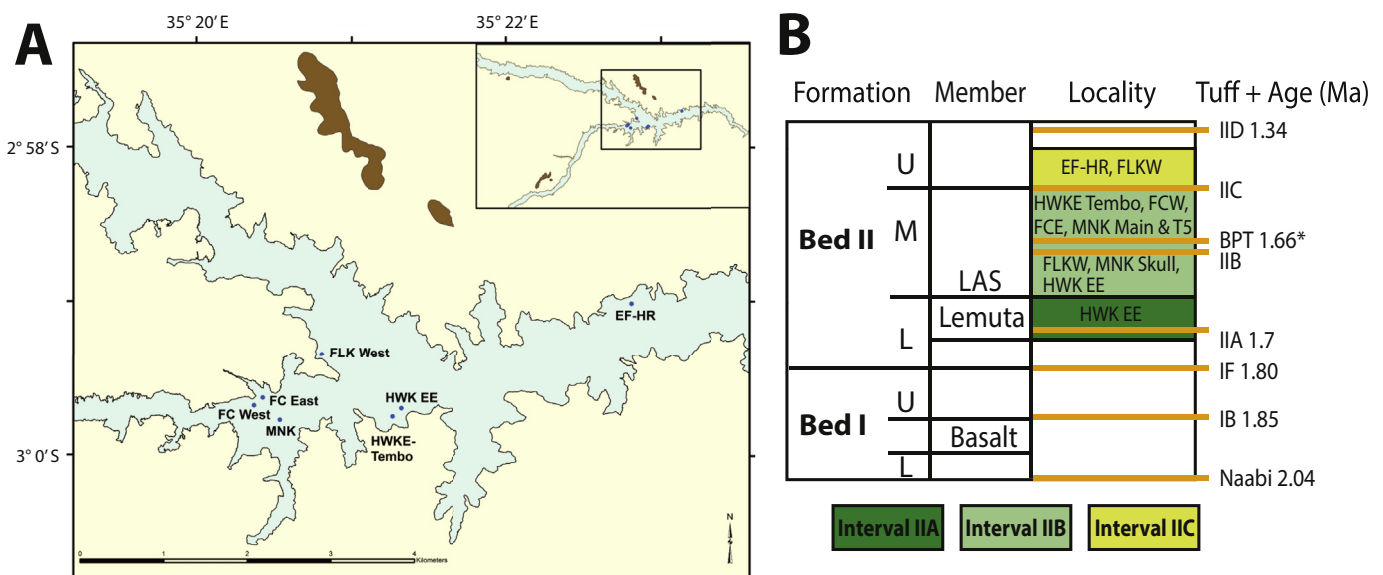 A
35° 20' E
35° 22' E
2° 58'S
3° 0'S
EF-HR
FLK West
FC East
FC West
MNK
HWK EE
HWKE-
Tembo
N
0 1 2 3 4
Kilometers
B
Formation Member Locality Tuff + Age (Ma)
IID 1.34
U
EF-HR, FLKW
IIC
HWKE Tembo, FCW,
FCE, MNK Main & T5
Bed II
M
BPT 1.66*
IIB
FLKW, MNK Skull,
HWK EE
LAS
Lemuta
HWK EE
L
IIA 1.7
IF 1.80
U
IB 1.85
Bed I
Basalt
L
Naabi 2.04
Interval IIA Interval IIB Interval IIC